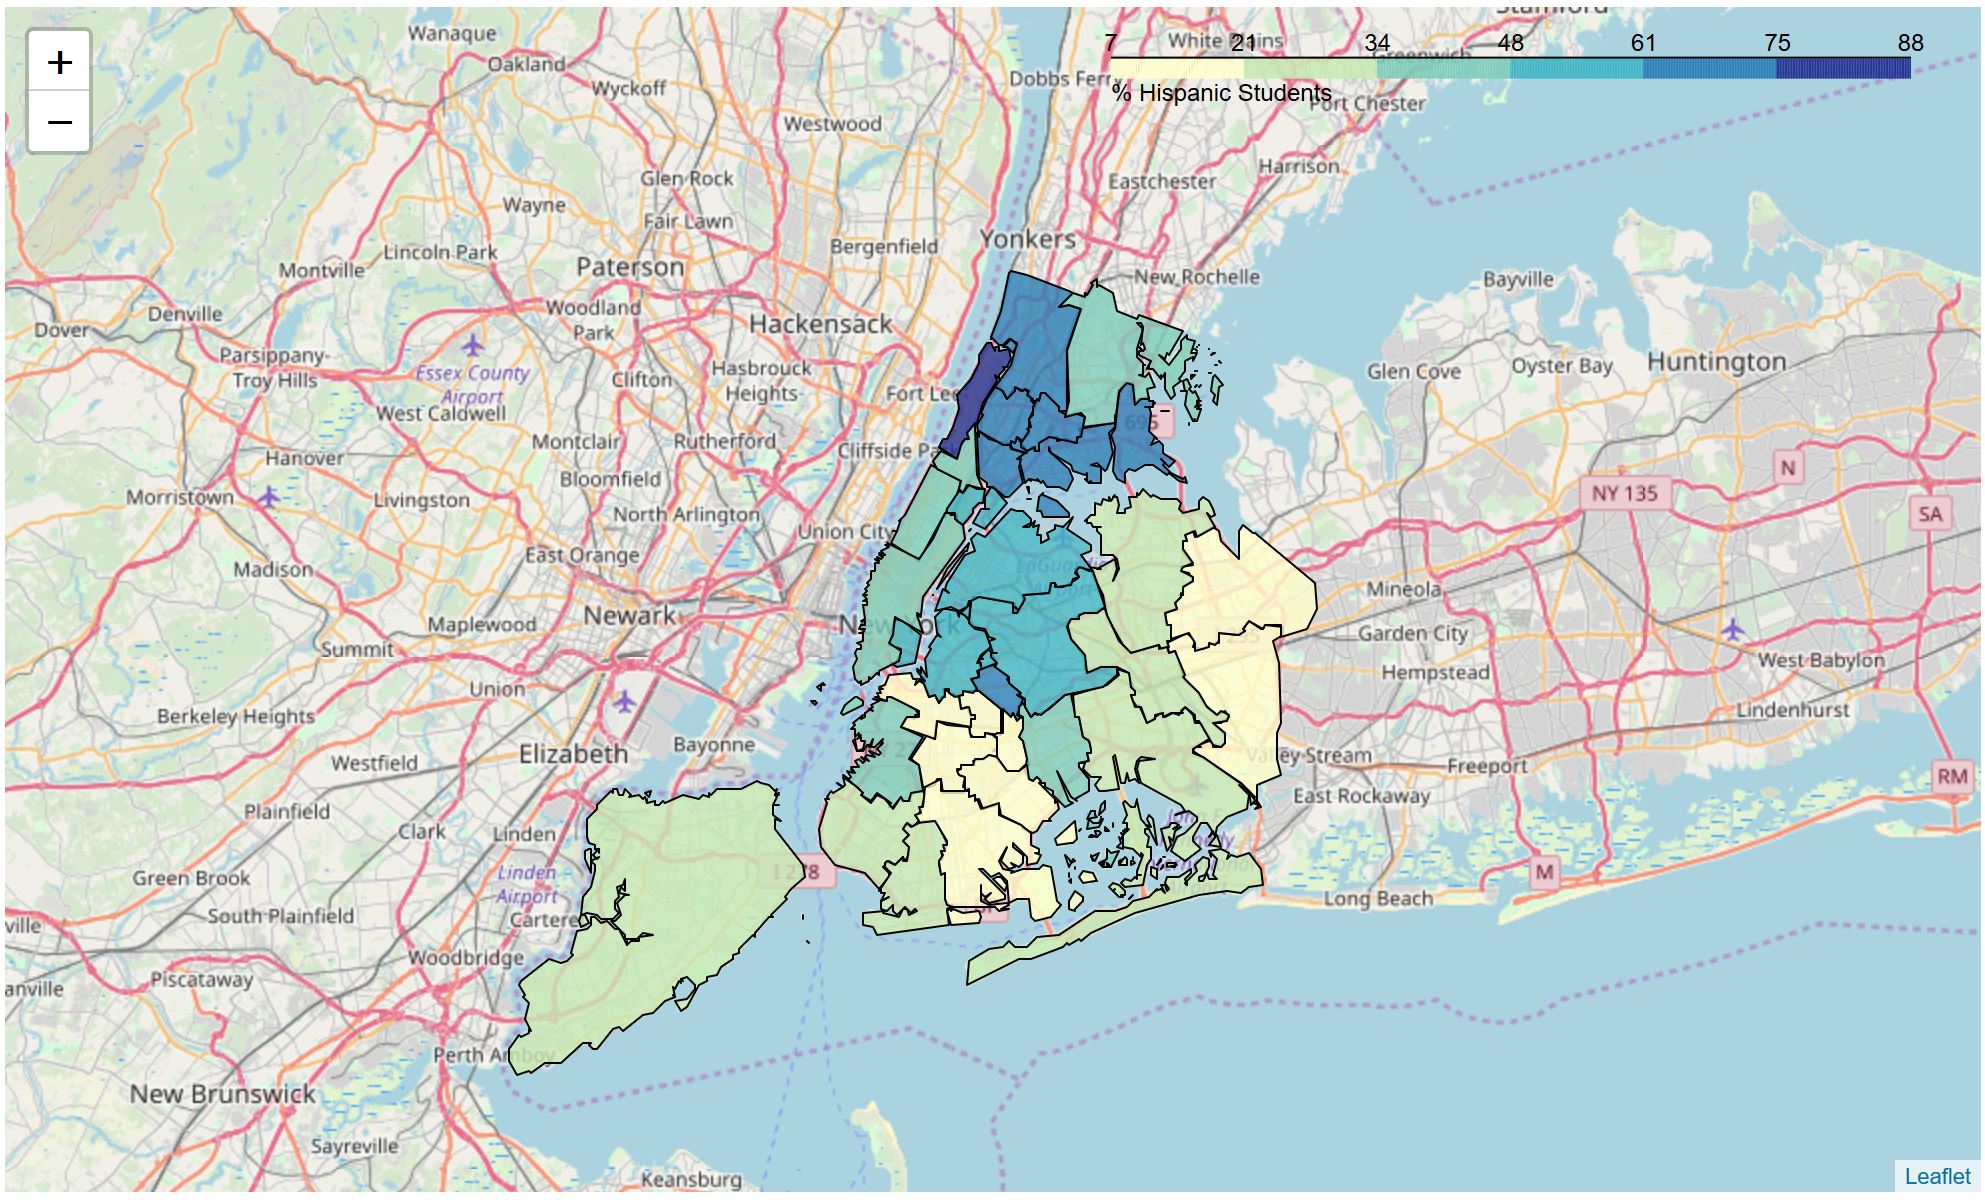 Stamford
Wanaque
+
7
White Plains
21
34
48
61
75
88
Oakland
Greenwich
Dobbs Ferry
Wyckoff
% Hispanic Students
Port Chester
−
Westwood
Harrison
Glen Rock
Eastchester
Wayne
Fair Lawn
Yonkers
Bergenfield
Lincoln Park
Paterson
Montville
New Rochelle
Bayville
Woodland
Park
Denville
Dover
Hackensack
Parsippany-
Troy Hills
Huntington
Oyster Bay
Glen Cove
Essex County
Airport
Hasbrouck
Heights
Clifton
Fort Lee
West Caldwell
695
Montclair
Rutherford
Cliffside Pa
Hanover
N
Bloomfield
NY 135
Morristown
Livingston
North Arlington
SA
Union City
East Orange
Madison
LaGuardia
Mineola
Newark
New York
Maplewood
Garden City
Summit
West Babylon
Hempstead
Union
Berkeley Heights
Lindenhurst
Bayonne
Elizabeth
Valley Stream
Westfield
Freeport
RM
East Rockaway
Plainfield
Clark
Linden
I 278
Linden
Airport
M
Green Brook
Long Beach
Cartere
South Plainfield
ville
Woodbridge
Piscataway
anville
Perth Amboy
New Brunswick
Sayreville
Keansburg
Leaflet